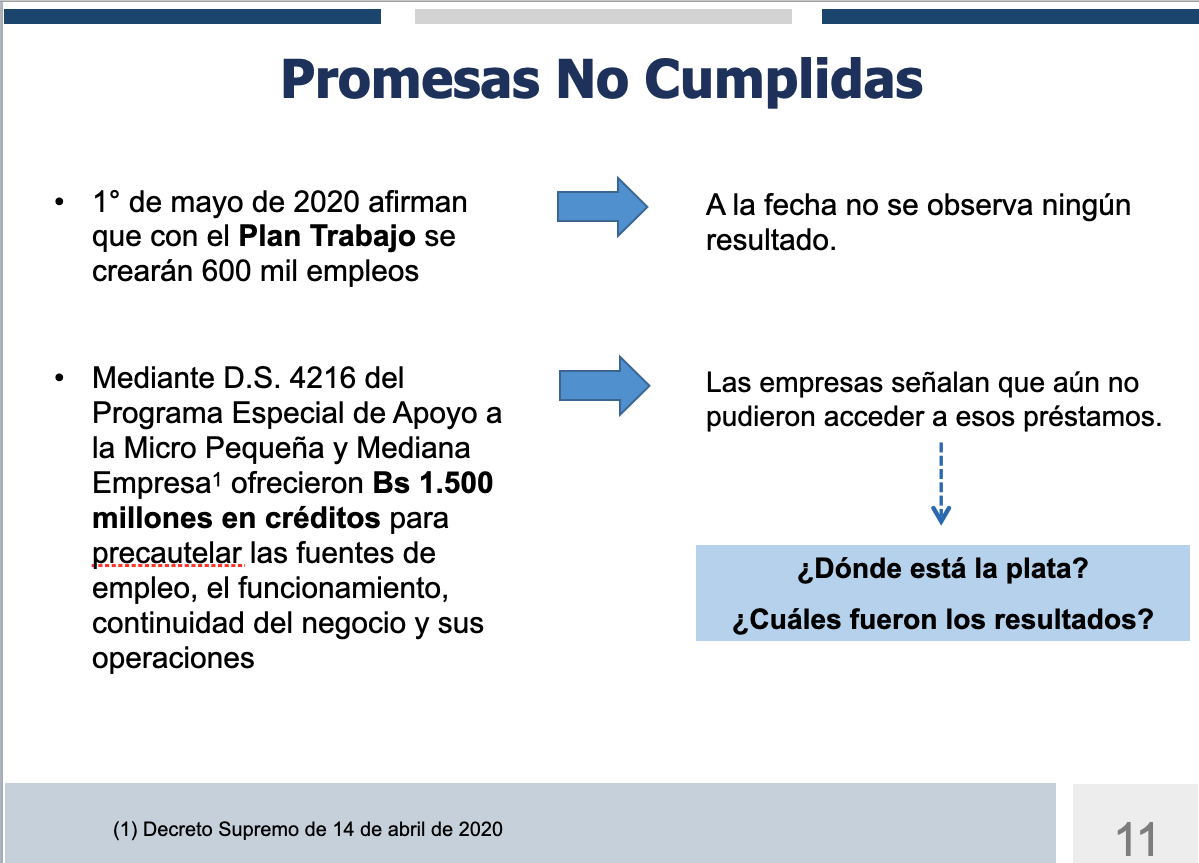 Promesas No Cumplidas
• 1° de mayo de 2020 afirman
que con el Plan Trabajo se
crearán 600 mil empleos
A la fecha no se observa ningún
resultado.
• Mediante D.S. 4216 del
Programa Especial de Apoyo a
la Micro Pequeña y Mediana
Empresa¹ ofrecieron Bs 1.500
millones en créditos para
precautelar las fuentes de
empleo, el funcionamiento,
continuidad del negocio y sus
operaciones
Las empresas señalan que aún no
pudieron acceder a esos préstamos.
¿Dónde está la plata?
¿Cuáles fueron los resultados?
(1) Decreto Supremo de 14 de abril de 2020
11